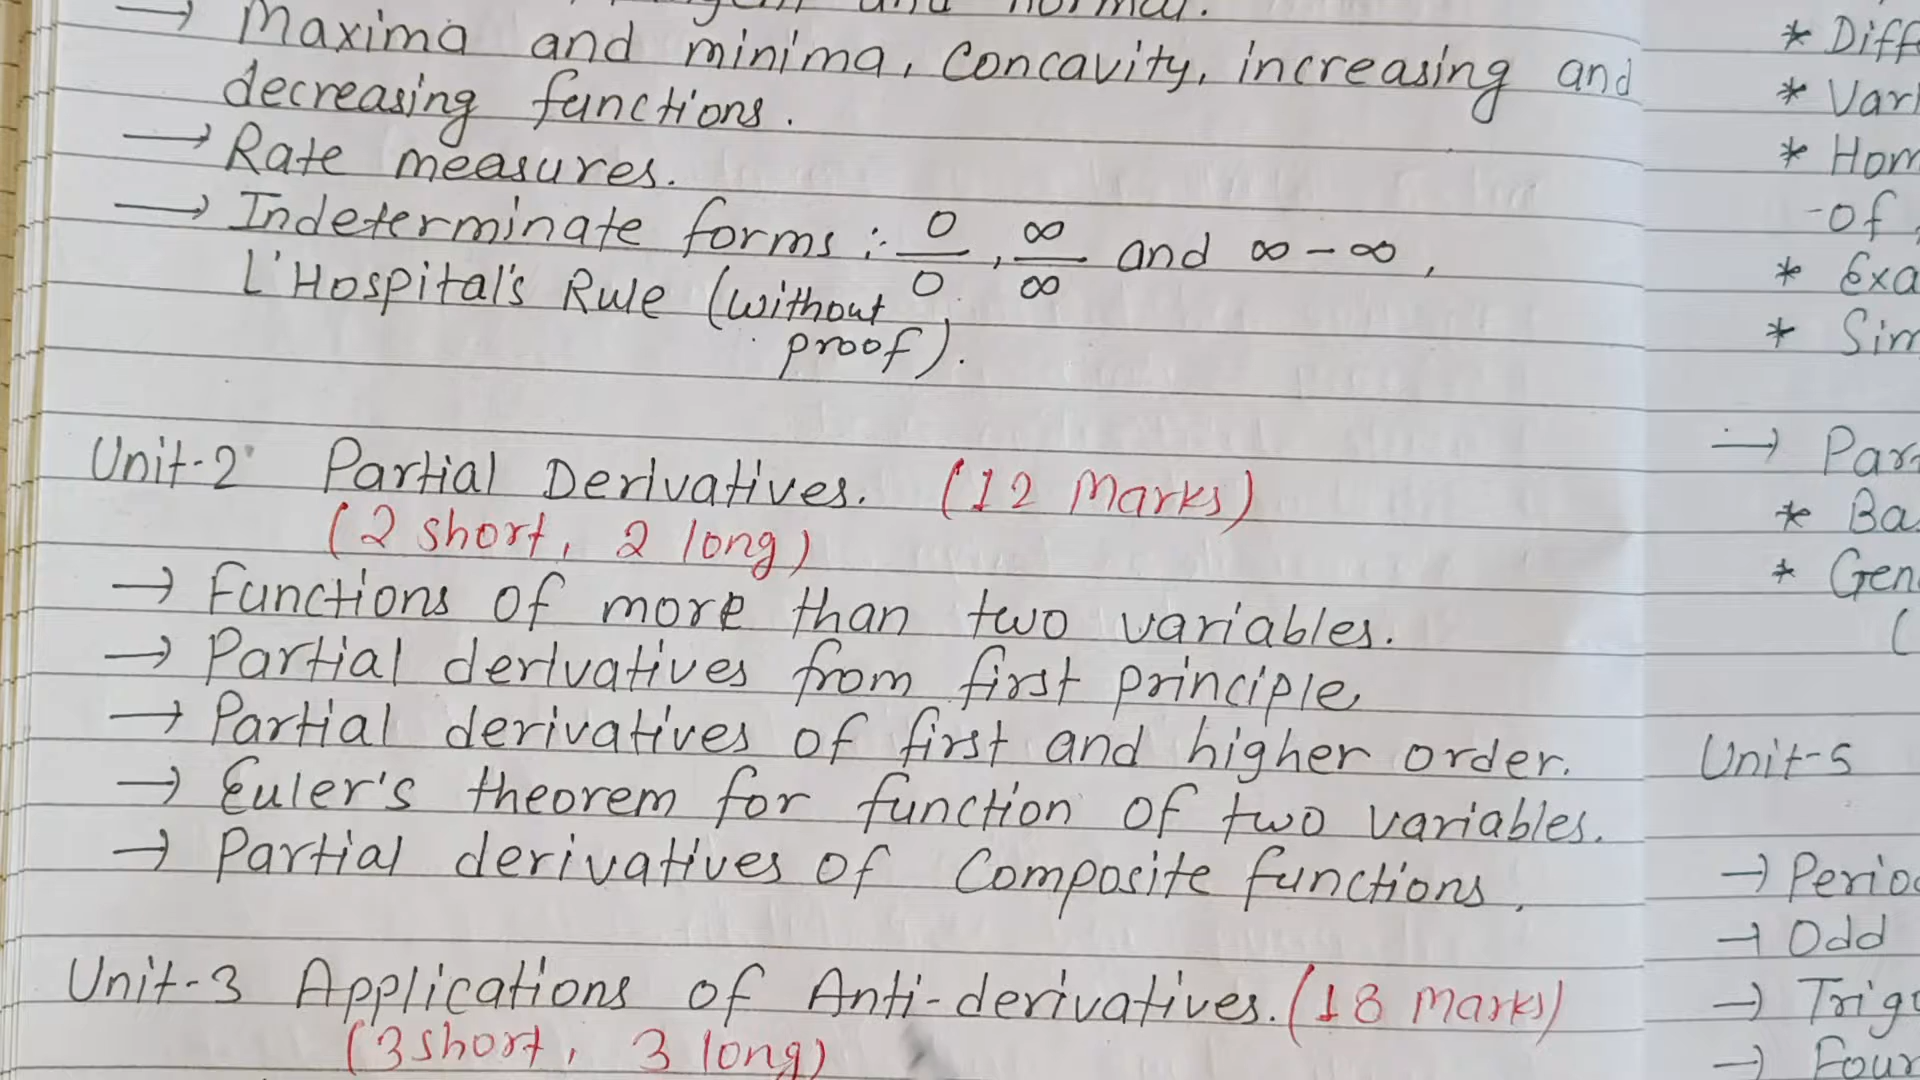 and normal.
→ Maxima and minima, Concavity, increasing and
decreasing functions.
→ Rate measures.
→ Indeterminate forms : 0/0, ∞/∞ and ∞ - ∞,
L'Hospital's Rule (without
proof).
Unit-2 Partial Derivatives. (12 Marks)
(2 short, 2 long)
→ Functions of more than two variables.
→ Partial derivatives from first principle.
→ Partial derivatives of first and higher order.
→ Euler's theorem for function of two variables.
→ Partial derivatives of Composite functions.
Unit-3 Applications of Anti-derivatives. (18 Marks)
(3 short, 3 long)
* Diff
* Vari
* Hom
-of
* Exa
* Sim
→ Par
* Ba
* Gen
(
Unit-5
→ Perio
→ Odd
→ Trig
→ Four